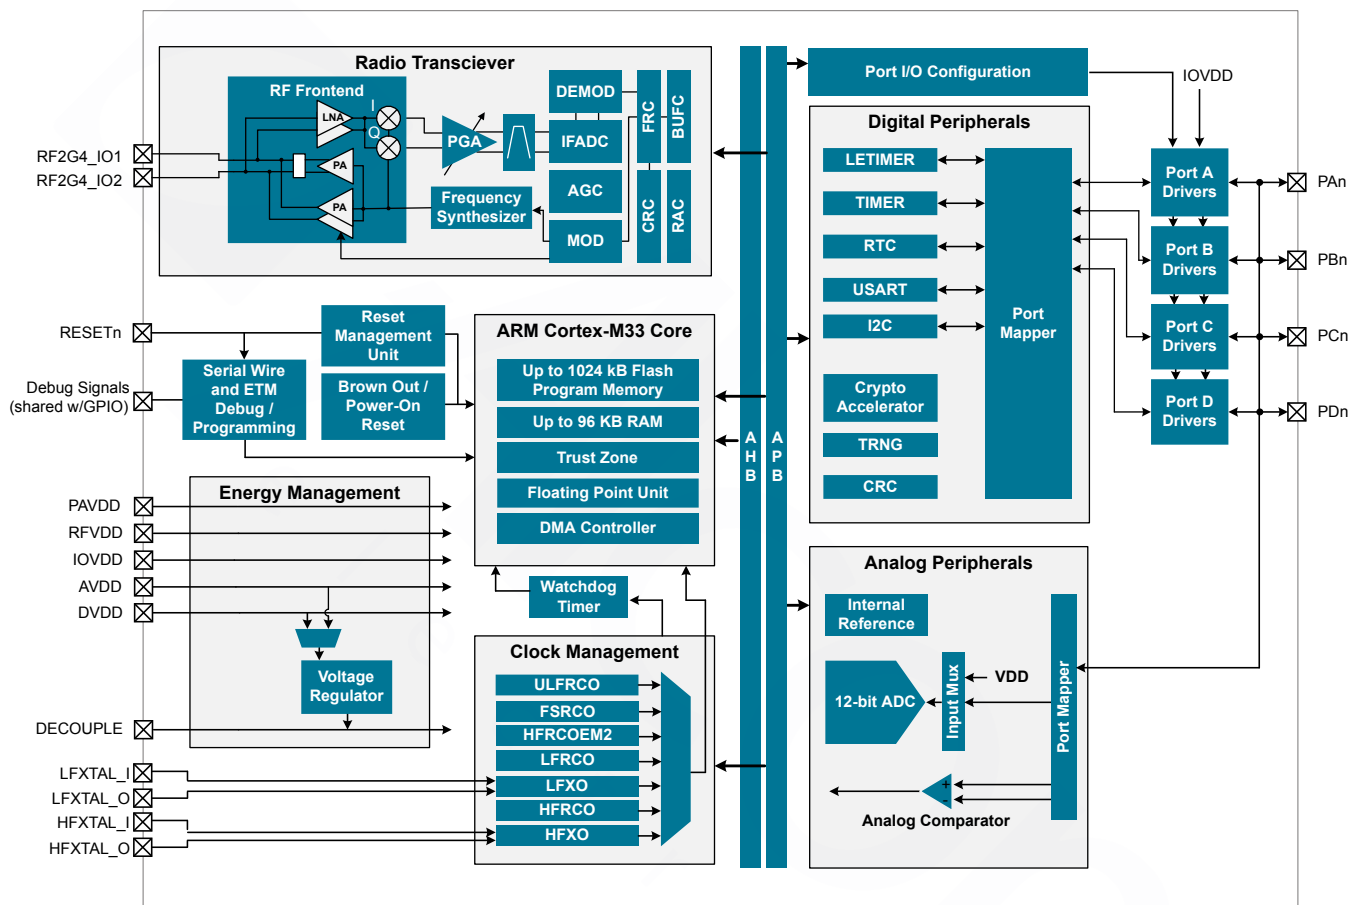 Radio Transciever
RF Frontend
LNA
I
Q
PA
PA
PGA
DEMOD
IFADC
AGC
MOD
Frequency
Synthesizer
FRC
BUFC
CRC
RAC
RF2G4_IO1
RF2G4_IO2
RESETn
Debug Signals
(shared w/GPIO)
Reset
Management
Unit
Serial Wire
and ETM
Debug /
Programming
Brown Out /
Power-On
Reset
ARM Cortex-M33 Core
Up to 1024 kB Flash
Program Memory
Up to 96 KB RAM
Trust Zone
Floating Point Unit
DMA Controller
Watchdog
Timer
Energy Management
PAVDD
RFVDD
IOVDD
AVDD
DVDD
Voltage
Regulator
DECOUPLE
LFXTAL_I
LFXTAL_O
HFXTAL_I
HFXTAL_O
Clock Management
ULFRCO
FSRCO
HFRCOEM2
LFRCO
LFXO
HFRCO
HFXO
AHB
APB
Port I/O Configuration
IOVDD
Digital Peripherals
LETIMER
TIMER
RTC
USART
I2C
Crypto
Accelerator
TRNG
CRC
Port
Mapper
Port A
Drivers
Port B
Drivers
Port C
Drivers
Port D
Drivers
PAn
PBn
PCn
PDn
Analog Peripherals
Internal
Reference
12-bit ADC
Input Mux
VDD
Port Mapper
+
-
Analog Comparator